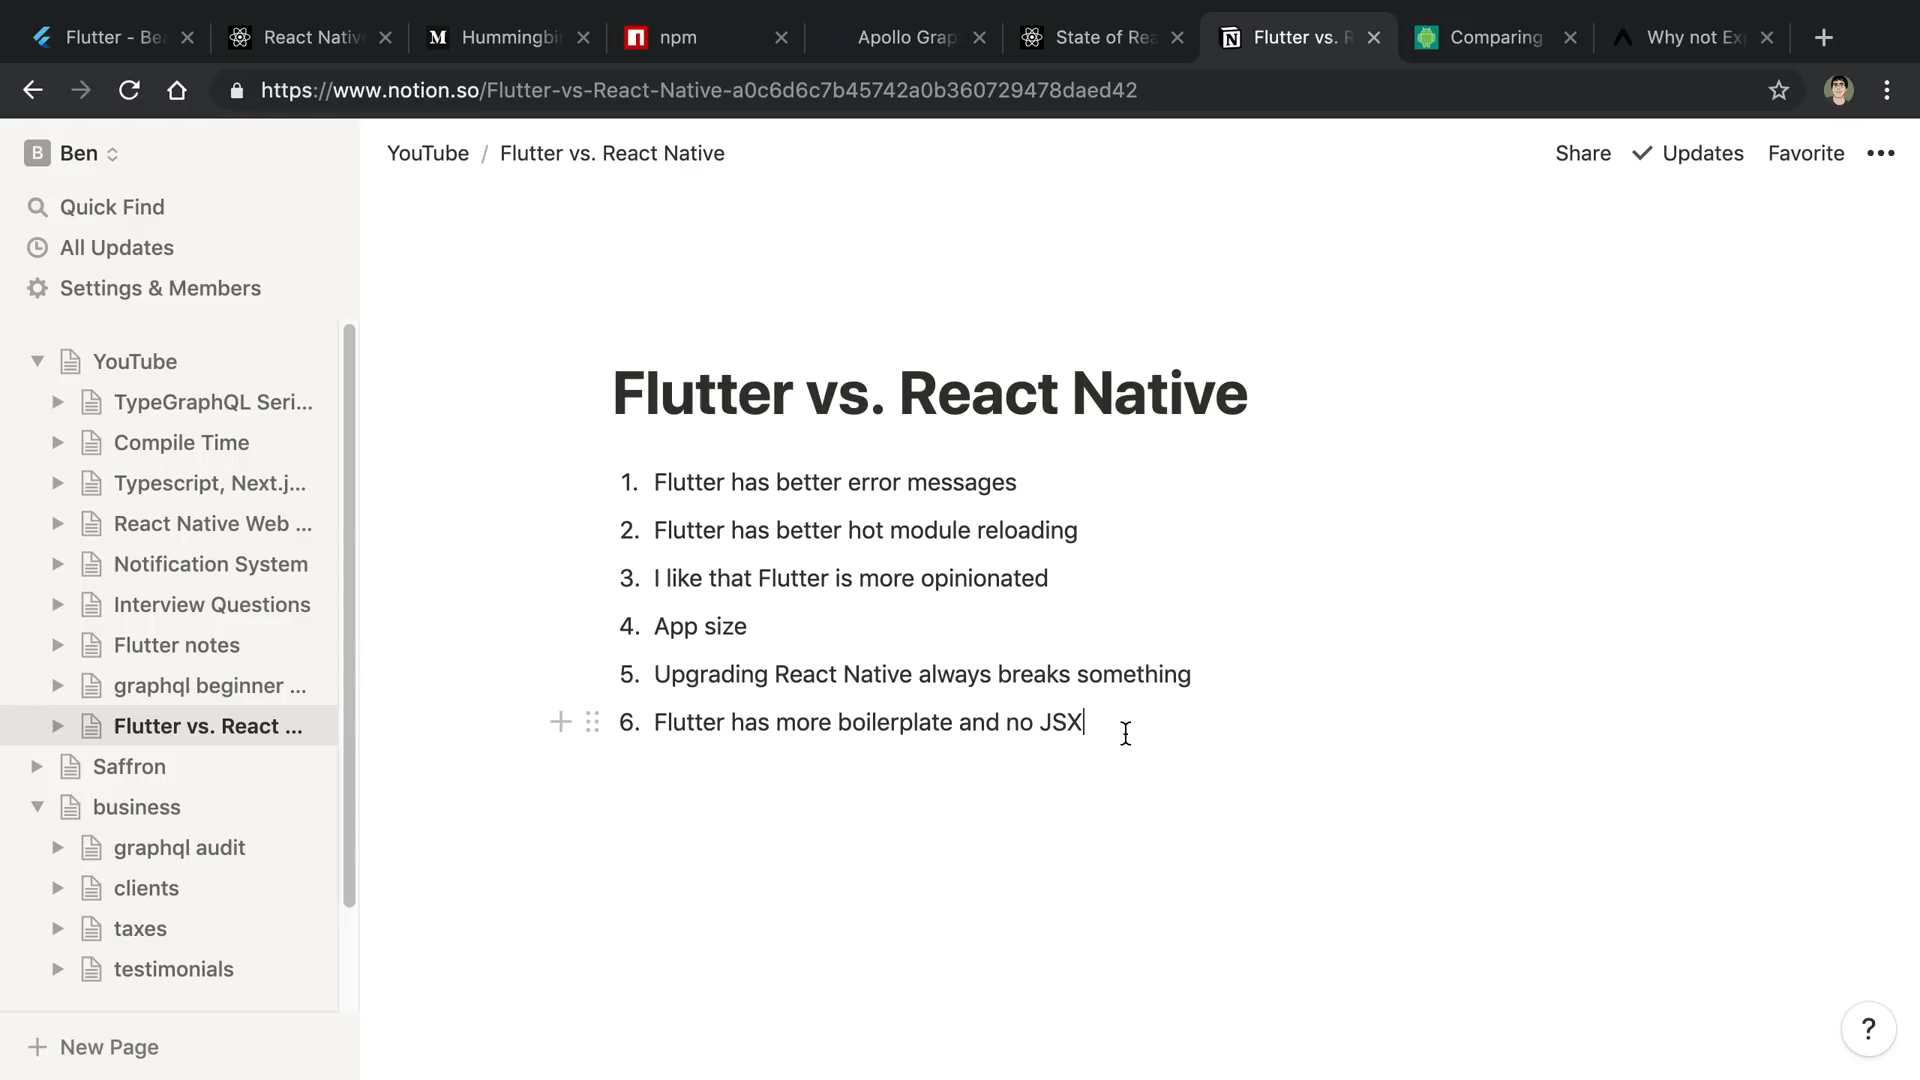 Flutter - Be
React Nativ
Hummingbi
npm
Apollo Grap
State of Rea
Flutter vs. R
Comparing
Why not Ex
https://www.notion.so/Flutter-vs-React-Native-a0c6d6c7b45742a0b360729478daed42
B Ben
YouTube / Flutter vs. React Native
Share
Updates
Favorite
Quick Find
All Updates
Settings & Members
YouTube
TypeGraphQL Seri...
Compile Time
Typescript, Next.j...
React Native Web ...
Notification System
Interview Questions
Flutter notes
graphql beginner ...
Flutter vs. React ...
Saffron
business
graphql audit
clients
taxes
testimonials
New Page
Flutter vs. React Native
1. Flutter has better error messages
2. Flutter has better hot module reloading
3. I like that Flutter is more opinionated
4. App size
5. Upgrading React Native always breaks something
6. Flutter has more boilerplate and no JSX
?